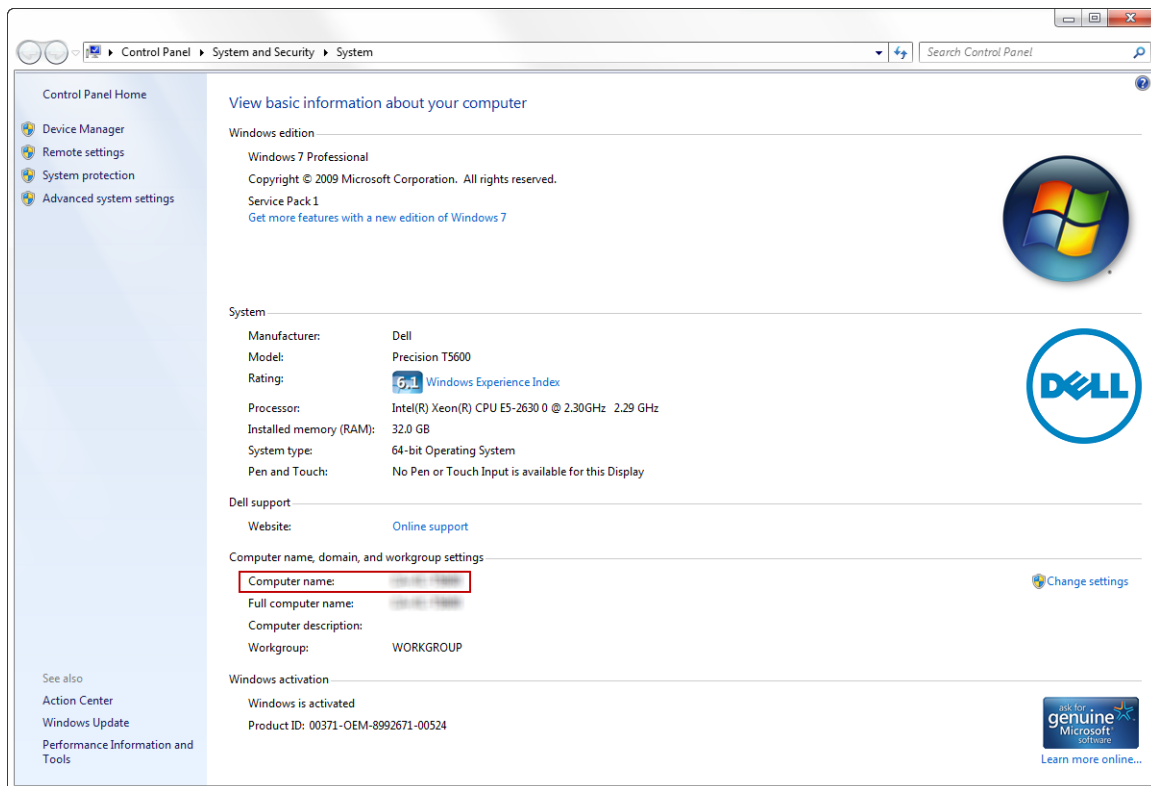 Control Panel ▸ System and Security ▸ System
Search Control Panel
Control Panel Home
Device Manager
Remote settings
System protection
Advanced system settings
View basic information about your computer
Windows edition
Windows 7 Professional
Copyright © 2009 Microsoft Corporation.  All rights reserved.
Service Pack 1
Get more features with a new edition of Windows 7
System
Manufacturer: Dell
Model: Precision T5600
Rating: 6,1 Windows Experience Index
Processor: Intel(R) Xeon(R) CPU E5-2630 0 @ 2.30GHz  2.29 GHz
Installed memory (RAM): 32.0 GB
System type: 64-bit Operating System
Pen and Touch: No Pen or Touch Input is available for this Display
DELL
Dell support
Website: Online support
Computer name, domain, and workgroup settings
Computer name:
Change settings
Full computer name:
Computer description:
Workgroup: WORKGROUP
See also
Action Center
Windows Update
Performance Information and
Tools
Windows activation
Windows is activated
Product ID: 00371-OEM-8992671-00524
ask for
genuine
Microsoft
software
Learn more online...